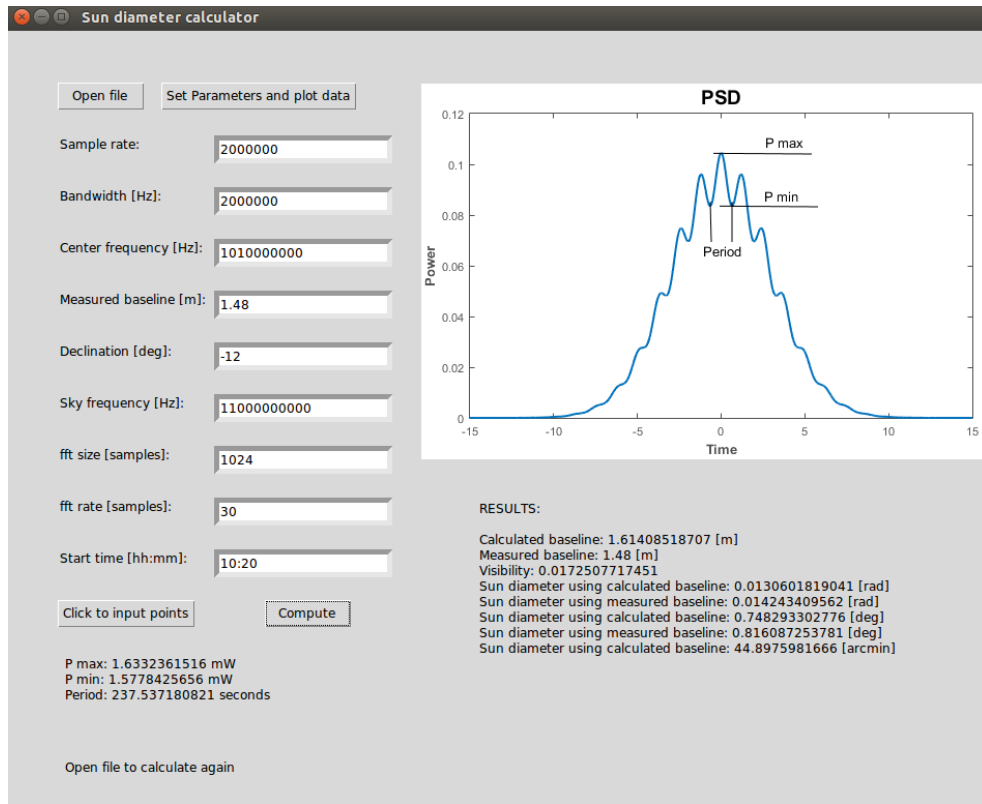 Sun diameter calculator
Open file
Set Parameters and plot data
Sample rate:
2000000
Bandwidth [Hz]:
2000000
Center frequency [Hz]:
1010000000
Measured baseline [m]:
1.48
Declination [deg]:
-12
Sky frequency [Hz]:
11000000000
fft size [samples]:
1024
fft rate [samples]:
30
Start time [hh:mm]:
10:20
Click to input points
Compute
P max: 1.6332361516 mW
P min: 1.5778425656 mW
Period: 237.537180821 seconds
Open file to calculate again
PSD
0.12
0.1
0.08
0.06
0.04
0.02
0
Power
P max
P min
Period
-15
-10
-5
0
5
10
15
Time
RESULTS:
Calculated baseline: 1.61408518707 [m]
Measured baseline: 1.48 [m]
Visibility: 0.0172507717451
Sun diameter using calculated baseline: 0.0130601819041 [rad]
Sun diameter using measured baseline: 0.014243409562 [rad]
Sun diameter using calculated baseline: 0.748293302776 [deg]
Sun diameter using measured baseline: 0.816087253781 [deg]
Sun diameter using calculated baseline: 44.8975981666 [arcmin]